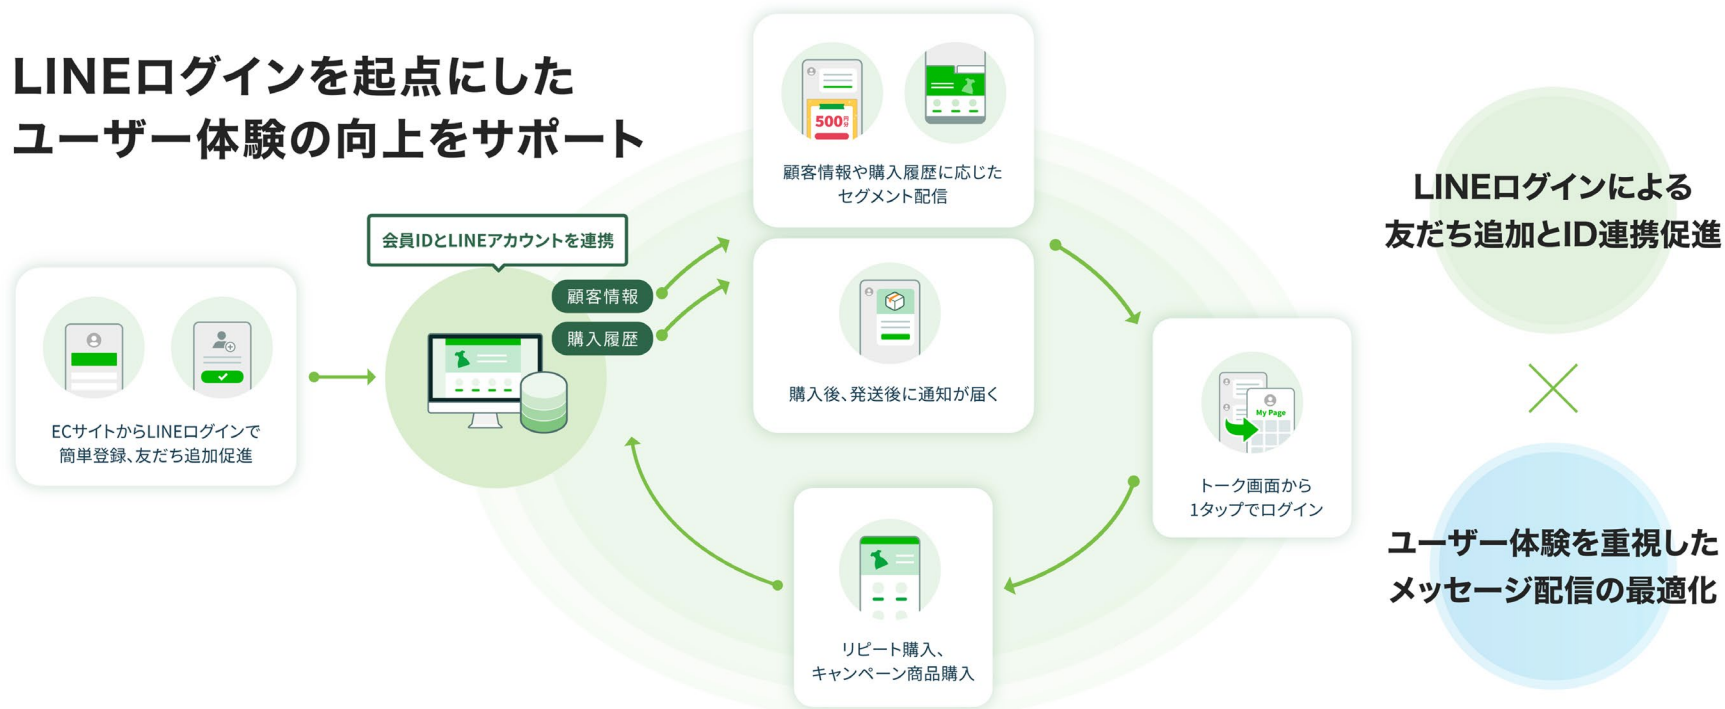 LINEログインを起点にした
ユーザー体験の向上をサポート
ECサイトからLINEログインで
簡単登録、友だち追加促進
会員IDとLINEアカウントを連携
顧客情報
購入履歴
500円分
顧客情報や購入履歴に応じた
セグメント配信
購入後、発送後に通知が届く
My Page
トーク画面から
1タップでログイン
リピート購入、
キャンペーン商品購入
LINEログインによる
友だち追加とID連携促進
×
ユーザー体験を重視した
メッセージ配信の最適化